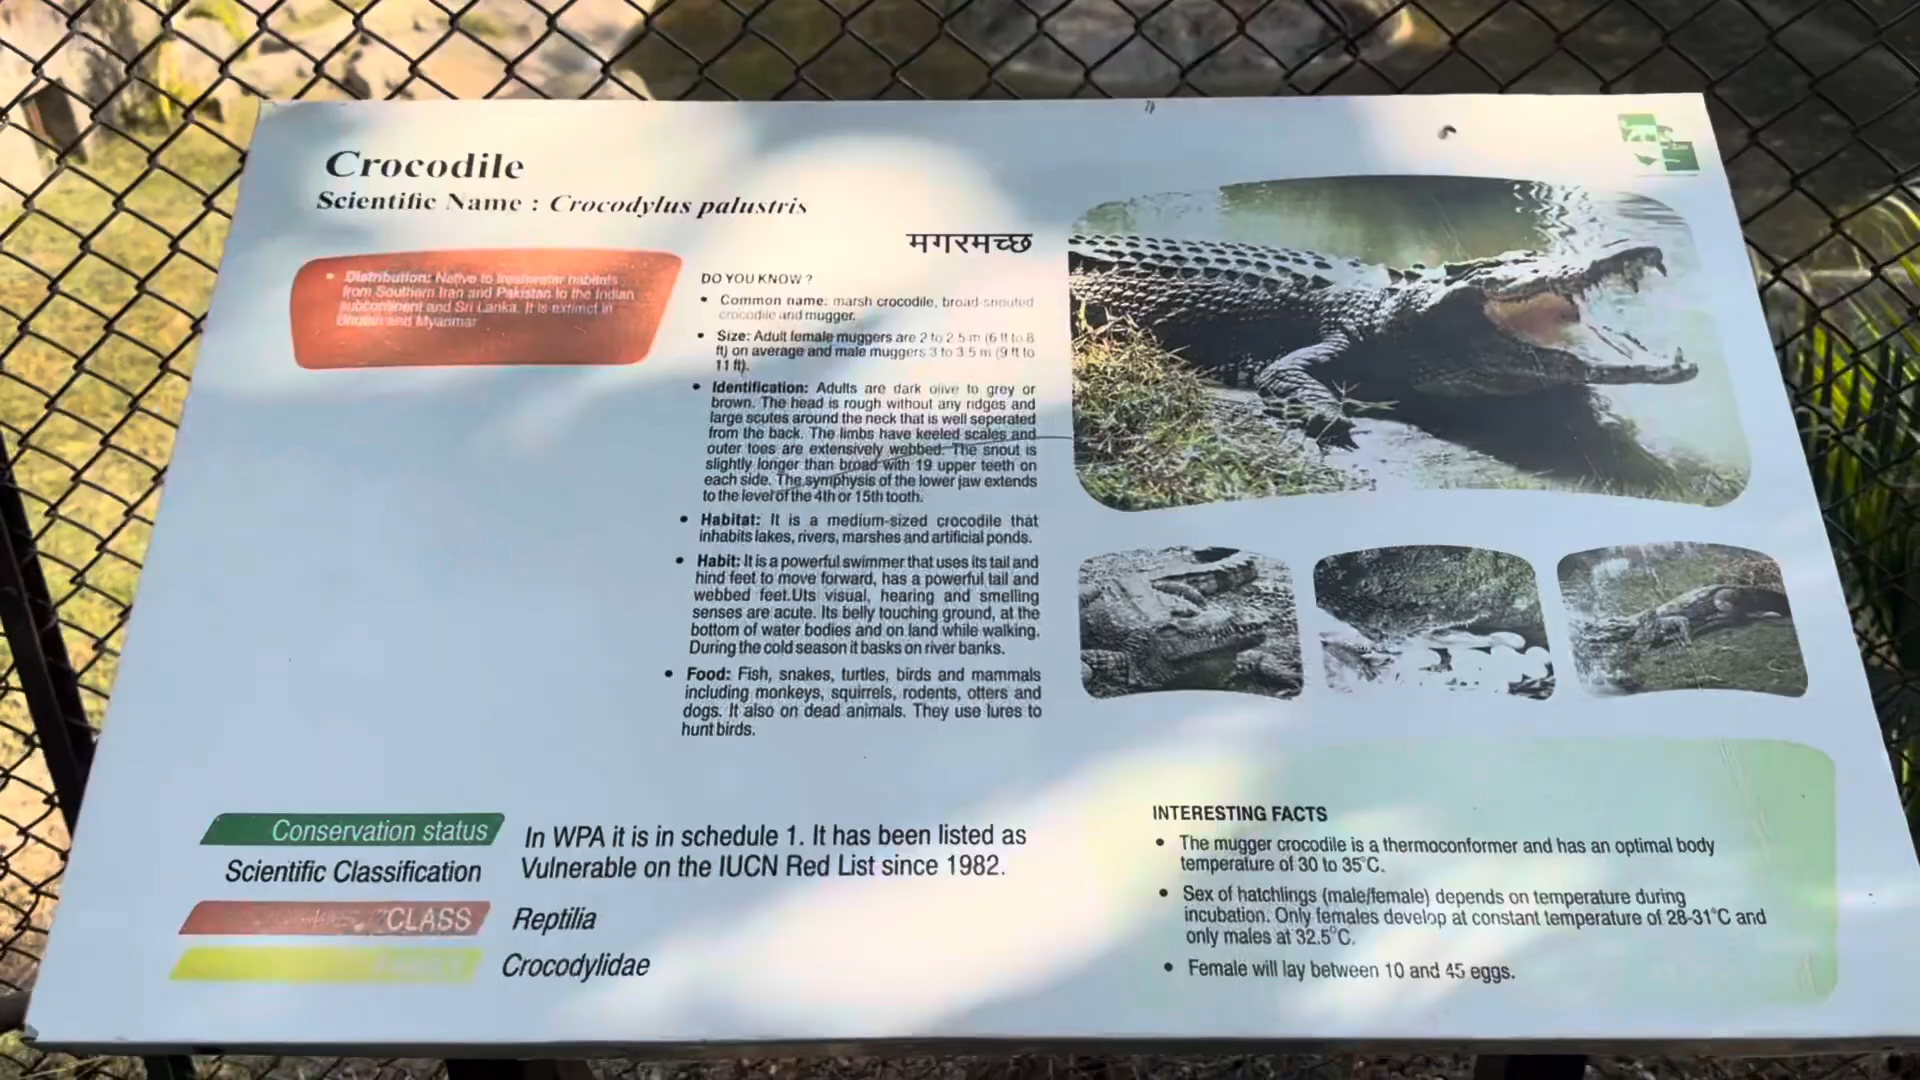 Crocodile
Scientific Name : Crocodylus palustris
मगरमच्छ
• Distribution: Native to freshwater habitats
from Southern Iran and Pakistan to the Indian
subcontinent and Sri Lanka. It is extinct in
Bhutan and Myanmar
DO YOU KNOW ?
• Common name: marsh crocodile, broad-snouted
crocodile and mugger.
• Size: Adult female muggers are 2 to 2.5 m (6 ft to 8
ft) on average and male muggers 3 to 3.5 m (9 ft to
11 ft).
• Identification: Adults are dark olive to grey or
brown. The head is rough without any ridges and
large scutes around the neck that is well seperated
from the back. The limbs have keeled scales and
outer toes are extensively webbed. The snout is
slightly longer than broad with 19 upper teeth on
each side. The symphysis of the lower jaw extends
to the level of the 4th or 15th tooth.
• Habitat: It is a medium-sized crocodile that
inhabits lakes, rivers, marshes and artificial ponds.
• Habit: It is a powerful swimmer that uses its tail and
hind feet to move forward, has a powerful tail and
webbed feet.Uts visual, hearing and smelling
senses are acute. Its belly touching ground, at the
bottom of water bodies and on land while walking.
During the cold season it basks on river banks.
• Food: Fish, snakes, turtles, birds and mammals
including monkeys, squirrels, rodents, otters and
dogs. It also on dead animals. They use lures to
hunt birds.
Conservation status
In WPA it is in schedule 1. It has been listed as
Vulnerable on the IUCN Red List since 1982.
Scientific Classification
CLASS Reptilia
Crocodylidae
INTERESTING FACTS
• The mugger crocodile is a thermoconformer and has an optimal body
temperature of 30 to 35°C.
• Sex of hatchlings (male/female) depends on temperature during
incubation. Only females develop at constant temperature of 28-31°C and
only males at 32.5°C.
• Female will lay between 10 and 45 eggs.